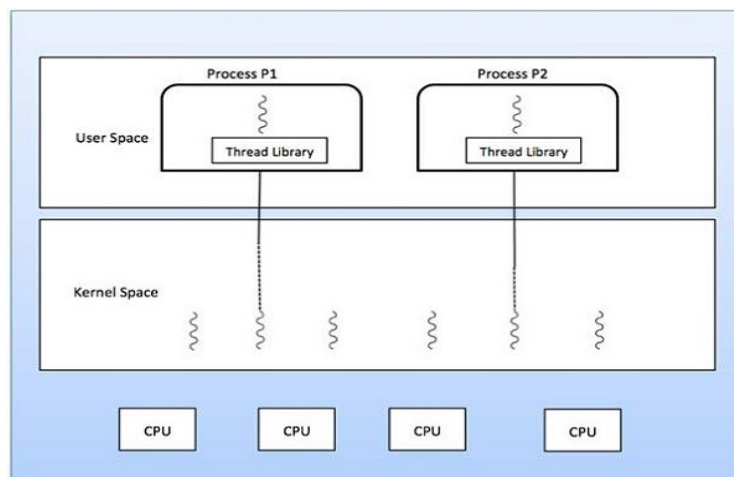 Process P1
Process P2
User Space
Thread Library
Thread Library
Kernel Space
CPU
CPU
CPU
CPU